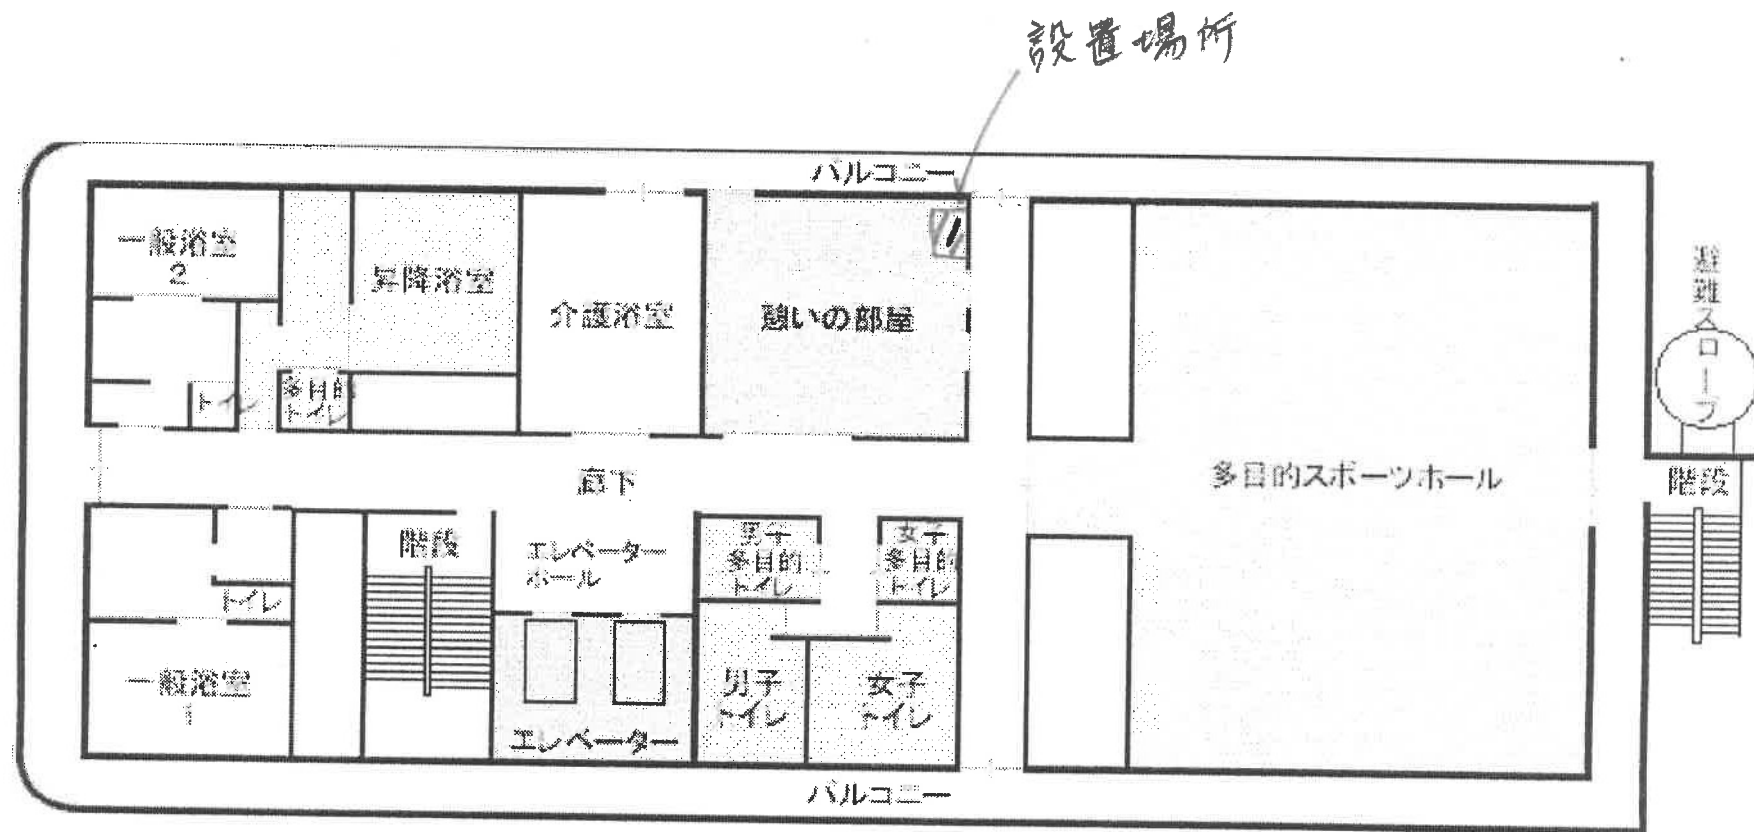 設置場所
バルコニー
一般浴室
2
昇降浴室
介護浴室
憩いの部屋
トイレ
多目的
トイレ
避難スロープ
廊下
多目的スポーツホール
階段
階段
エレベーター
ホール
男子
多目的
トイレ
女子
多目的
トイレ
トイレ
一般浴室
1
男子
トイレ
女子
トイレ
エレベーター
バルコニー